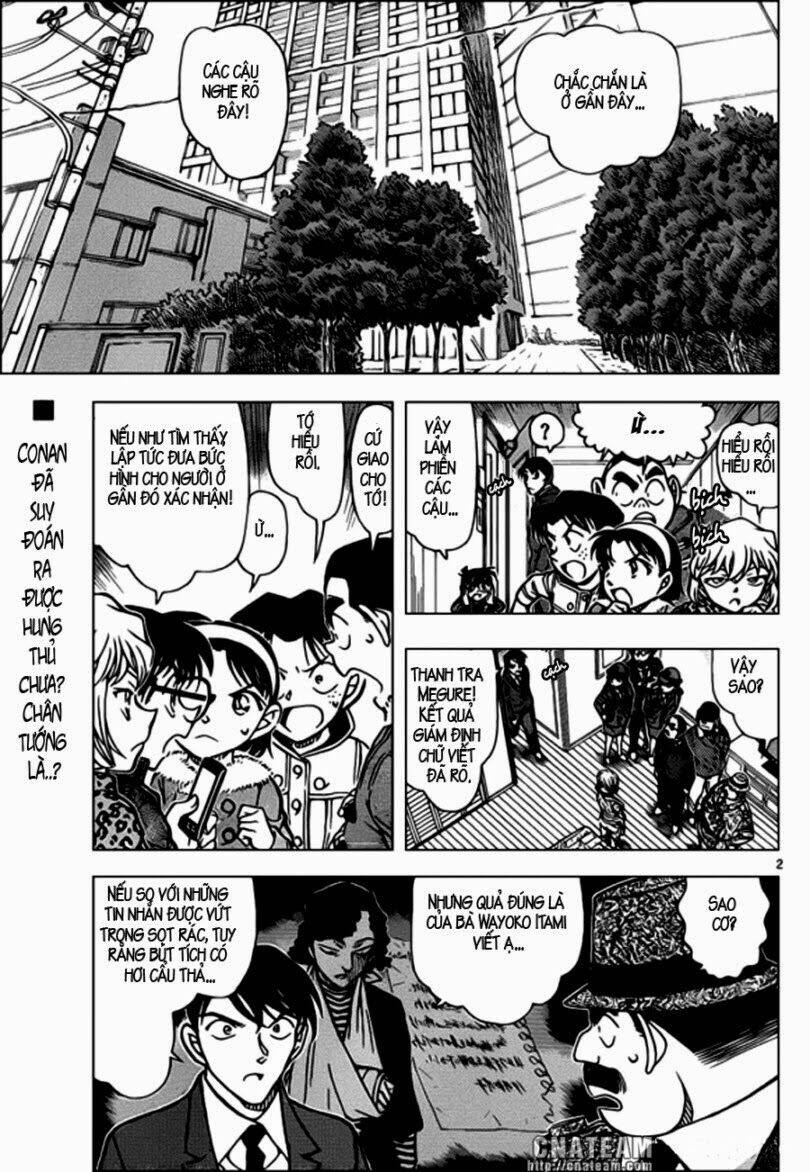 CHẮC CHẮN LÀ
Ở GẦN ĐÂY...
CÁC CẬU
NGHE RÕ
ĐÂY!
HIỂU RỒI
HIỂU RỒI
...
Ừ...
?
VẬY
LÀM
PHIỀN
CÁC
CẬU...
cạch
bịch
bịch
CỨ
GIAO
CHO
TỚ!
TỚ
HIỂU
RỒI.
Ừ...
NẾU NHƯ TÌM THẤY
LẬP TỨC ĐƯA BỨC
HÌNH CHO NGƯỜI Ở
GẦN ĐÓ XÁC NHẬN!
CONAN
ĐÃ
SUY
ĐOÁN
RA
ĐƯỢC
HUNG
THỦ
CHƯA?
CHÂN
TƯỚNG
LÀ..?
VẬY
SAO?
cạch
THANH TRA
MEGURE!
KẾT QUẢ
GIÁM ĐỊNH
CHỮ VIẾT
ĐÃ RÕ.
2
SAO
CƠ?
NHƯNG QUẢ ĐÚNG LÀ
CỦA BÀ WAYOKO ITAMI
VIẾT Ạ...
NẾU SO VỚI NHỮNG
TIN NHẮN ĐƯỢC VỨT
TRONG SỌT RÁC, TUY
RẰNG BÚT TÍCH CÓ
HƠI CẨU THẢ...
CNATEAM
http://cnateam.com/